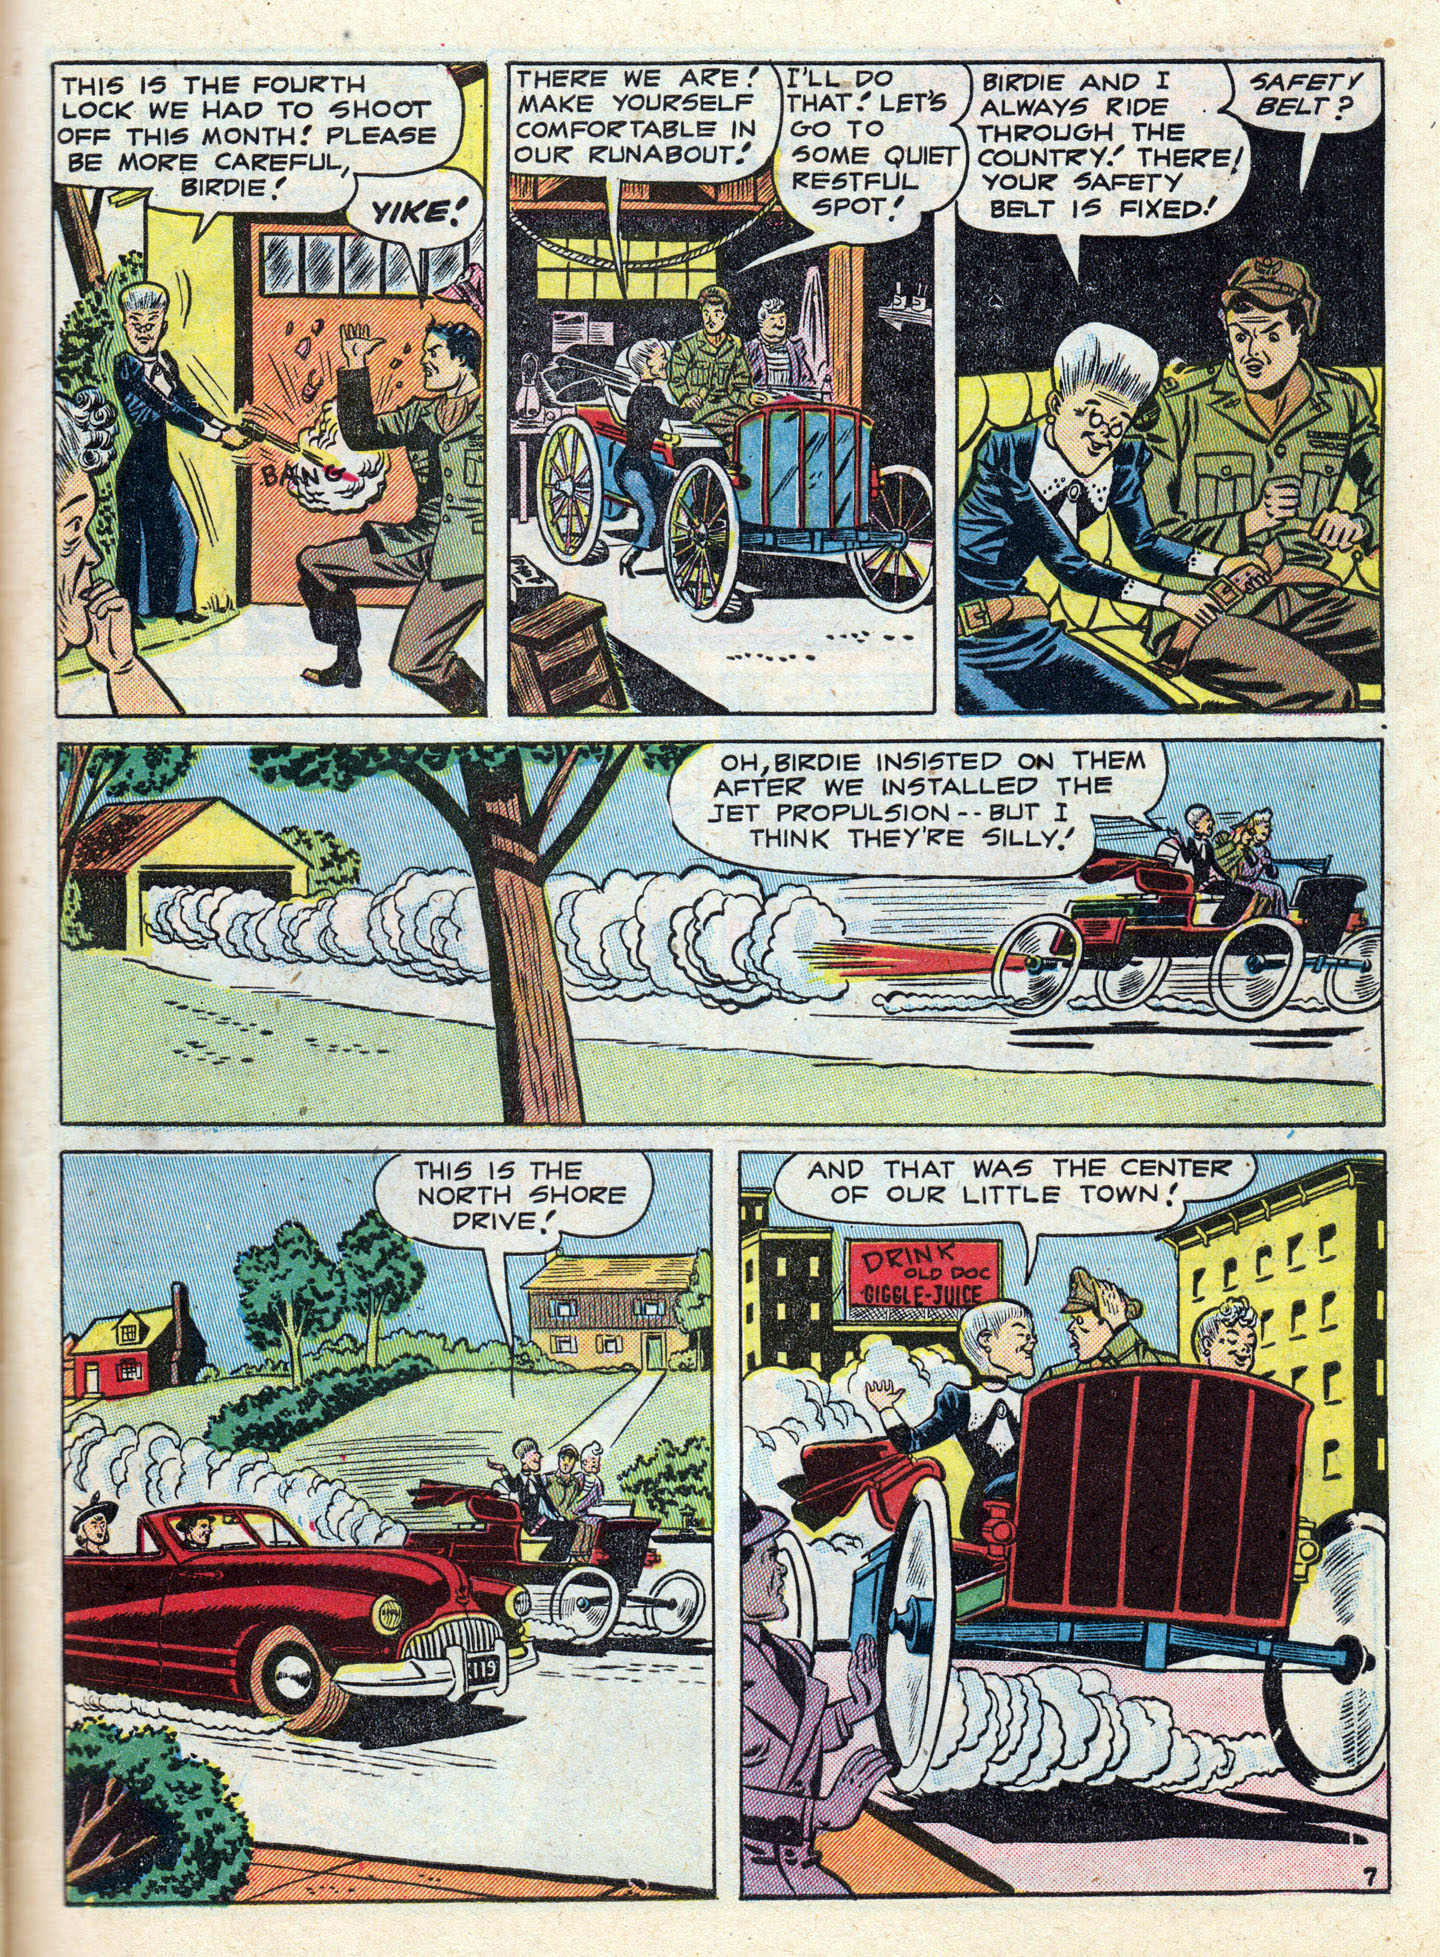 THIS IS THE FOURTH
LOCK WE HAD TO SHOOT
OFF THIS MONTH! PLEASE
BE MORE CAREFUL,
BIRDIE!
YIKE!
BANG
THERE WE ARE!
MAKE YOURSELF
COMFORTABLE IN
OUR RUNABOUT!
I'LL DO
THAT! LET'S
GO TO
SOME QUIET
RESTFUL
SPOT!
BIRDIE AND I
ALWAYS RIDE
THROUGH THE
COUNTRY! THERE!
YOUR SAFETY
BELT IS FIXED!
SAFETY
BELT?
OH, BIRDIE INSISTED ON THEM
AFTER WE INSTALLED THE
JET PROPULSION -- BUT I
THINK THEY'RE SILLY!
THIS IS THE
NORTH SHORE
DRIVE!
1119
AND THAT WAS THE CENTER
OF OUR LITTLE TOWN!
DRINK
OLD DOC
GIGGLE-JUICE
7